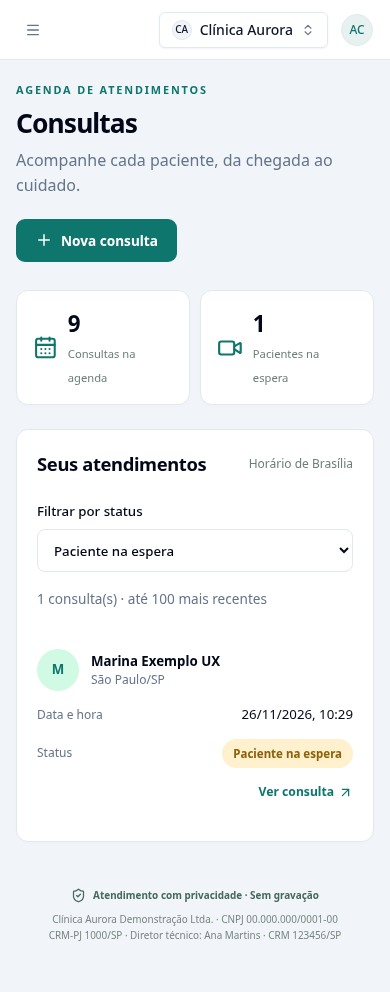 CA Clínica Aurora
AC
AGENDA DE ATENDIMENTOS
Consultas
Acompanhe cada paciente, da chegada ao
cuidado.
Nova consulta
9
Consultas na
agenda
1
Pacientes na
espera
Seus atendimentos
Horário de Brasília
Filtrar por status
Paciente na espera
1 consulta(s) · até 100 mais recentes
M
Marina Exemplo UX
São Paulo/SP
Data e hora
26/11/2026, 10:29
Status
Paciente na espera
Ver consulta
Atendimento com privacidade · Sem gravação
Clínica Aurora Demonstração Ltda. · CNPJ 00.000.000/0001-00
CRM-PJ 1000/SP · Diretor técnico: Ana Martins · CRM 123456/SP